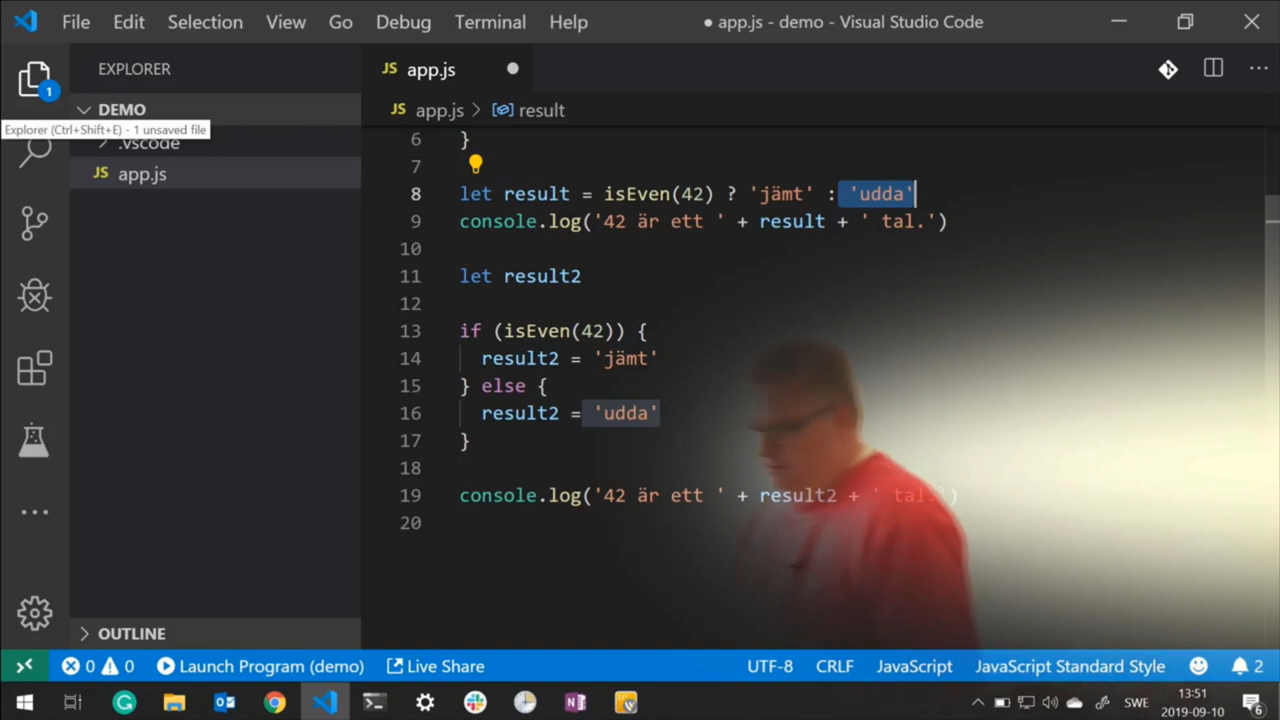 File Edit Selection View Go Debug Terminal Help ● app.js - demo - Visual Studio Code
EXPLORER
JS app.js
1
DEMO
JS app.js > result
Explorer (Ctrl+Shift+E) - 1 unsaved file
.vscode
JS app.js
6 }
7
8 let result = isEven(42) ? 'jämt' : 'udda'
9 console.log('42 är ett ' + result + ' tal.')
10
11 let result2
12
13 if (isEven(42)) {
14 result2 = 'jämt'
15 } else {
16 result2 = 'udda'
17 }
18
19 console.log('42 är ett ' + result2 + ' tal.')
20
OUTLINE
0 0 Launch Program (demo) Live Share UTF-8 CRLF JavaScript JavaScript Standard Style 2
SWE
13:51
2019-09-10
6